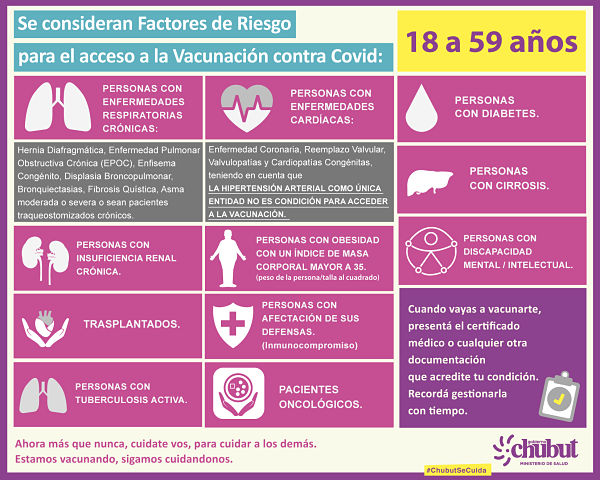 Se consideran Factores de Riesgo
para el acceso a la Vacunación contra Covid:
18 a 59 años
PERSONAS CON
ENFERMEDADES
RESPIRATORIAS
CRÓNICAS:
Hernia Diafragmática, Enfermedad Pulmonar
Obstructiva Crónica (EPOC), Enfisema
Congénito, Displasia Broncopulmonar,
Bronquiectasias, Fibrosis Quística, Asma
moderada o severa o sean pacientes
traqueostomizados crónicos.
PERSONAS CON
ENFERMEDADES
CARDÍACAS:
Enfermedad Coronaria, Reemplazo Valvular,
Valvulopatías y Cardiopatías Congénitas,
teniendo en cuenta que
LA HIPERTENSIÓN ARTERIAL COMO ÚNICA
ENTIDAD NO ES CONDICIÓN PARA ACCEDER
A LA VACUNACIÓN.
PERSONAS
CON DIABETES.
PERSONAS
CON CIRROSIS.
PERSONAS CON
INSUFICIENCIA RENAL
CRÓNICA.
PERSONAS CON OBESIDAD
CON UN ÍNDICE DE MASA
CORPORAL MAYOR A 35.
(peso de la persona/talla al cuadrado)
PERSONAS CON
DISCAPACIDAD
MENTAL / INTELECTUAL.
TRASPLANTADOS.
PERSONAS CON
AFECTACIÓN DE SUS
DEFENSAS.
(Inmunocompromiso)
PERSONAS CON
TUBERCULOSIS ACTIVA.
PACIENTES
ONCOLÓGICOS.
Cuando vayas a vacunarte,
presentá el certificado
médico o cualquier otra
documentación
que acredite tu condición.
Recordá gestionarla
con tiempo.
Ahora más que nunca, cuidate vos, para cuidar a los demás.
Estamos vacunando, sigamos cuidandonos.
#ChubutSeCuida
gobierno
chubut
MINISTERIO DE SALUD